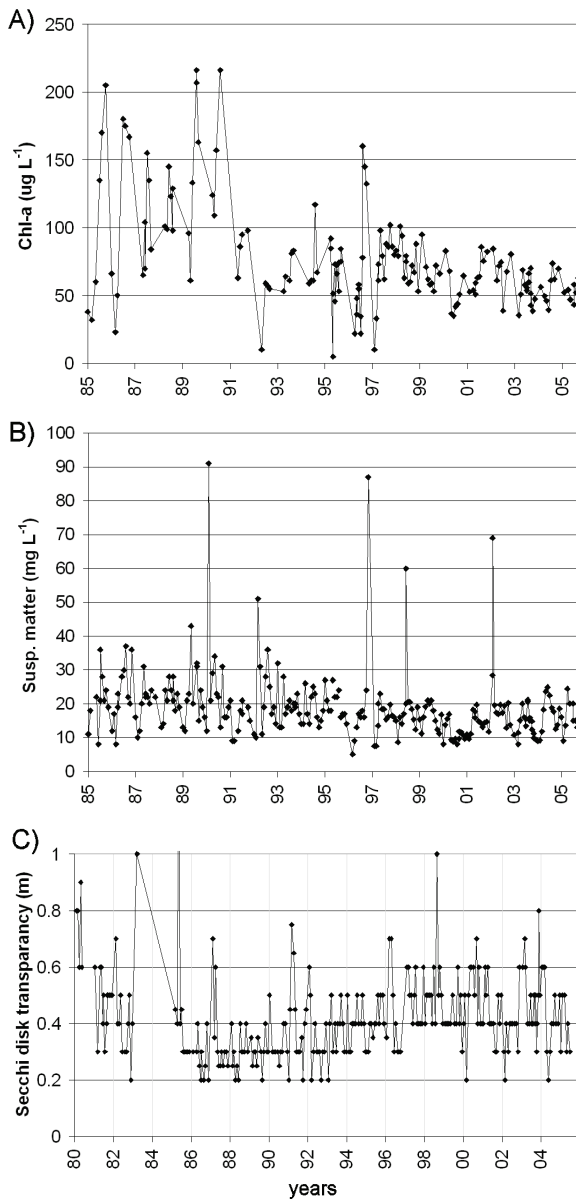 A)
Chl-a (ug L⁻¹)
250
200
150
100
50
0
85 87 89 91 93 95 97 99 01 03 05
B)
Susp. matter (mg L⁻¹)
100
90
80
70
60
50
40
30
20
10
0
85 87 89 91 93 95 97 99 01 03 05
C)
Secchi disk transparancy (m)
1
0.8
0.6
0.4
0.2
0
80 82 84 86 88 90 92 94 96 98 00 02 04
years